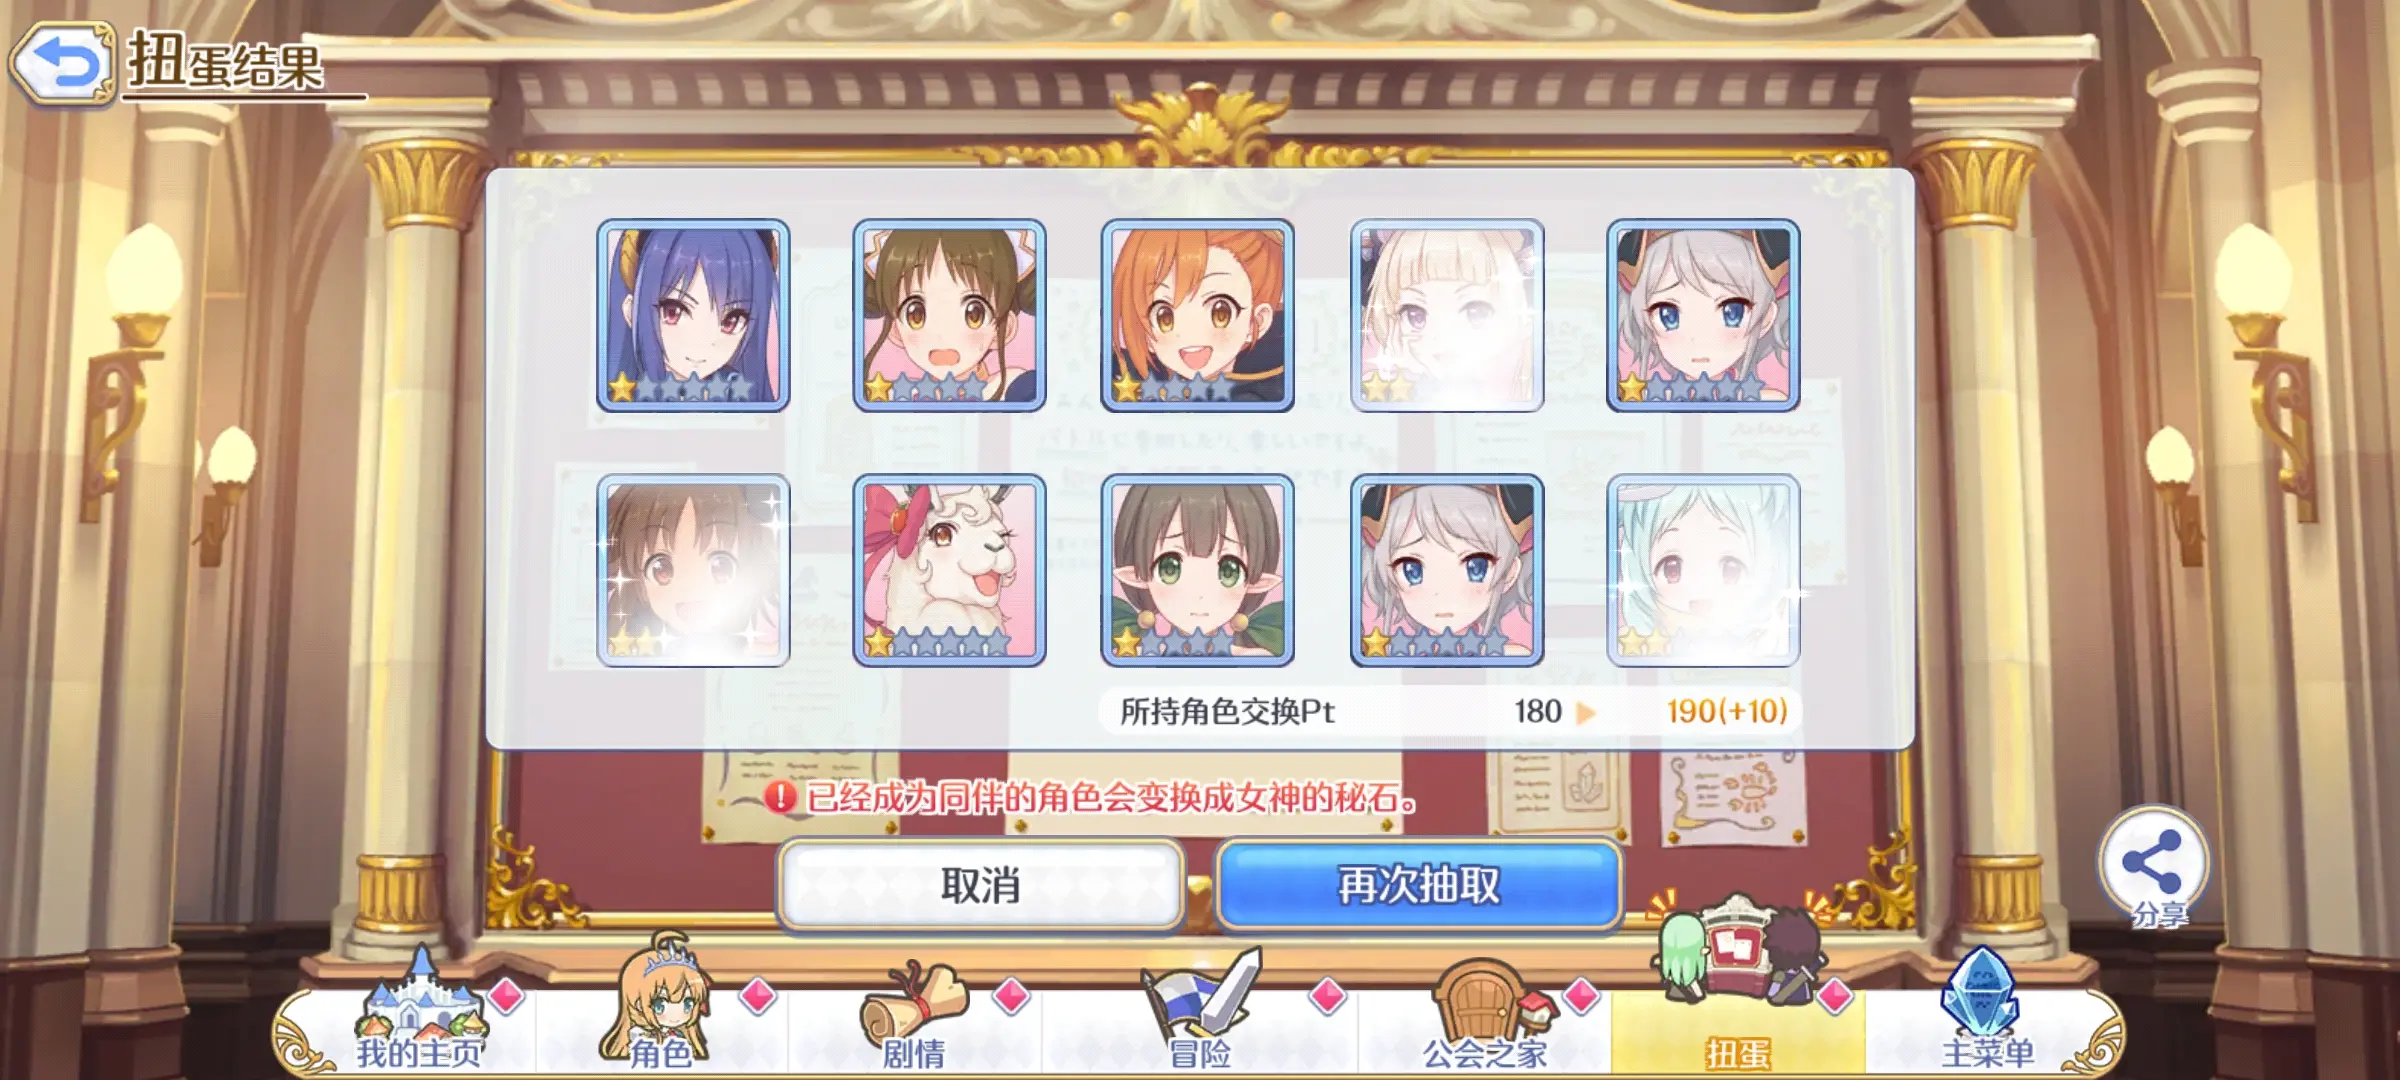 扭蛋结果
所持角色交换Pt 180 ▶ 190(+10)
! 已经成为同伴的角色会变换成女神的秘石。
取消
再次抽取
分享
我的主页
角色
剧情
冒险
公会之家
扭蛋
主菜单